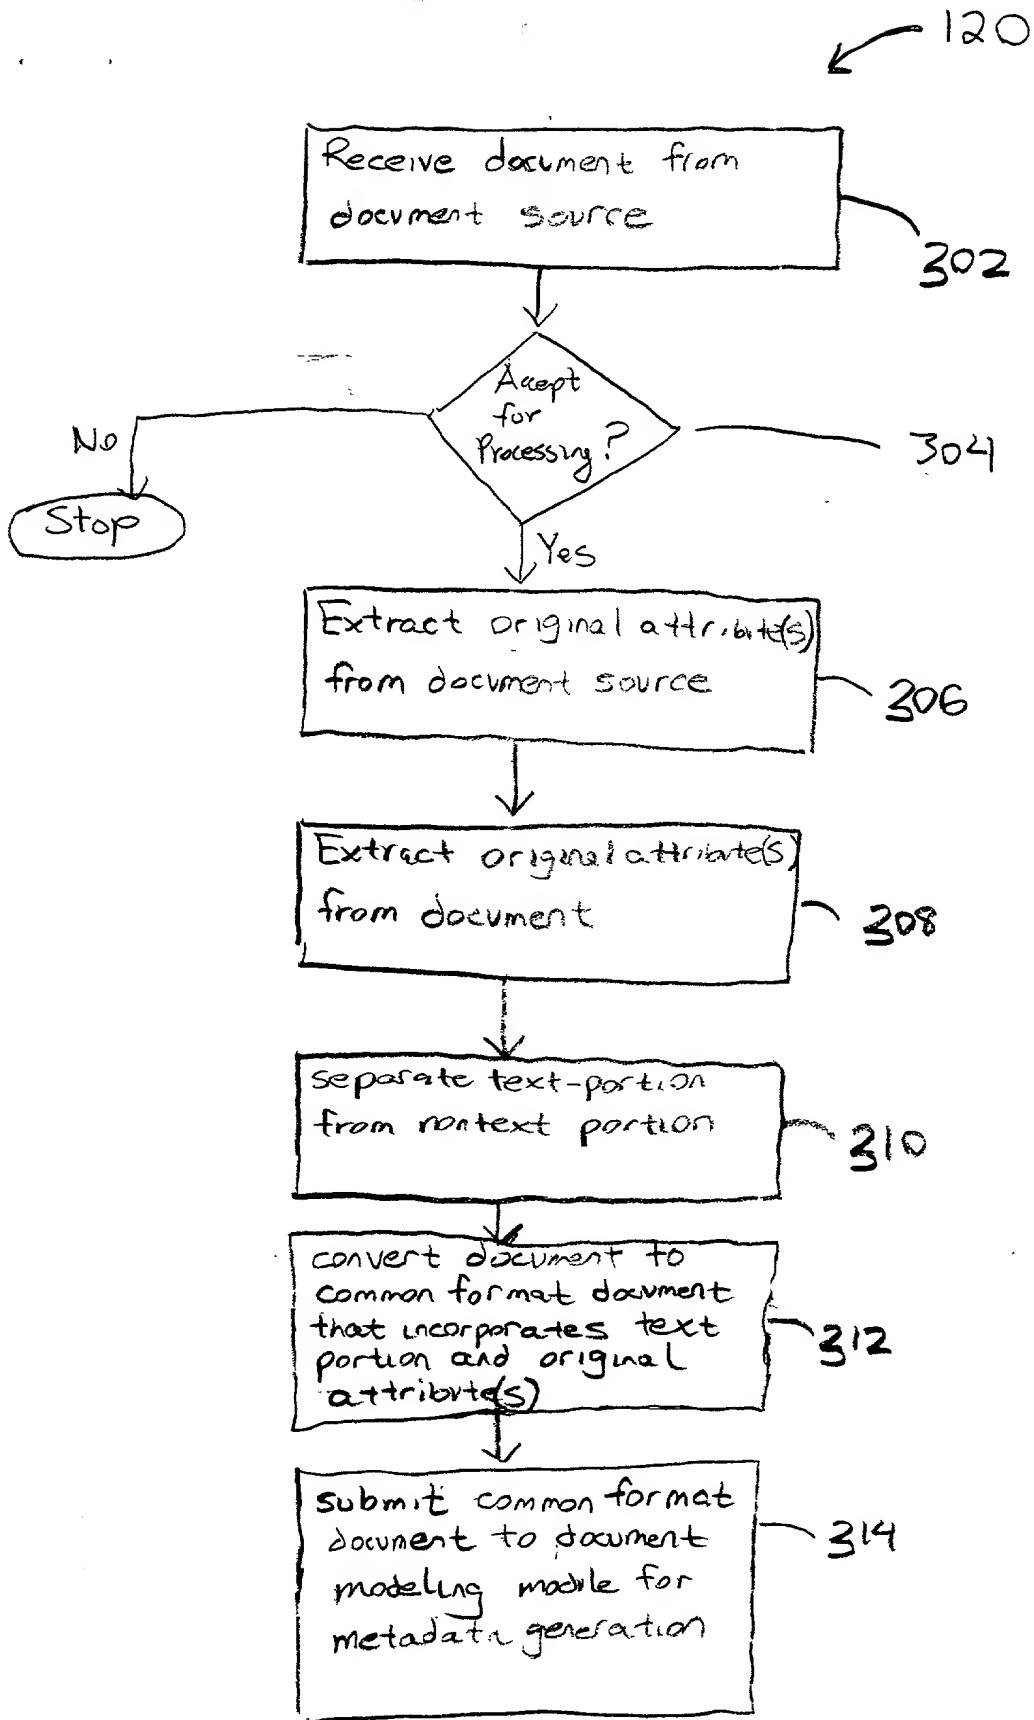 120
Receive document from
document source
302
Accept
for
Processing?
304
No
Stop
Yes
Extract original attribute(s)
from document source
306
Extract original attribute(s)
from document
308
separate text-portion
from nontext portion
310
convert document to
common format document
that incorporates text
portion and original
attribute(s)
312
submit common format
document to document
modeling module for
metadata generation
314